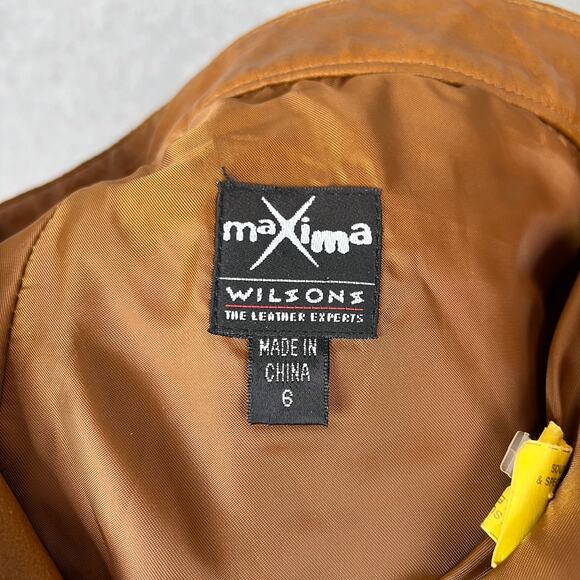 maXima
WILSONS
THE LEATHER EXPERTS
MADE IN
CHINA
6